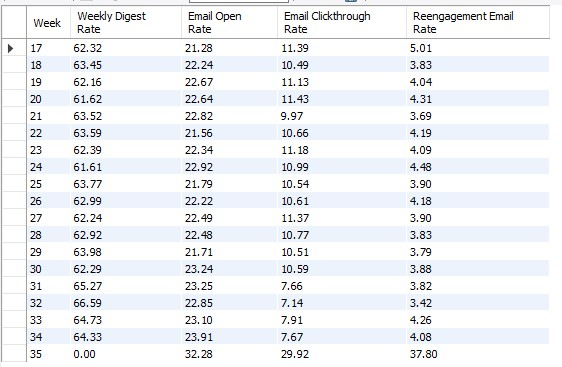 Week Weekly Digest Rate Email Open Rate Email Clickthrough Rate Reengagement Email Rate
17 62.32 21.28 11.39 5.01
18 63.45 22.24 10.49 3.83
19 62.16 22.67 11.13 4.04
20 61.62 22.64 11.43 4.31
21 63.52 22.82 9.97 3.69
22 63.59 21.56 10.66 4.19
23 62.39 22.34 11.18 4.09
24 61.61 22.92 10.99 4.48
25 63.77 21.79 10.54 3.90
26 62.99 22.22 10.61 4.18
27 62.24 22.49 11.37 3.90
28 62.92 22.48 10.77 3.83
29 63.98 21.71 10.51 3.79
30 62.29 23.24 10.59 3.88
31 65.27 23.25 7.66 3.82
32 66.59 22.85 7.14 3.42
33 64.73 23.10 7.91 4.26
34 64.33 23.91 7.67 4.08
35 0.00 32.28 29.92 37.80